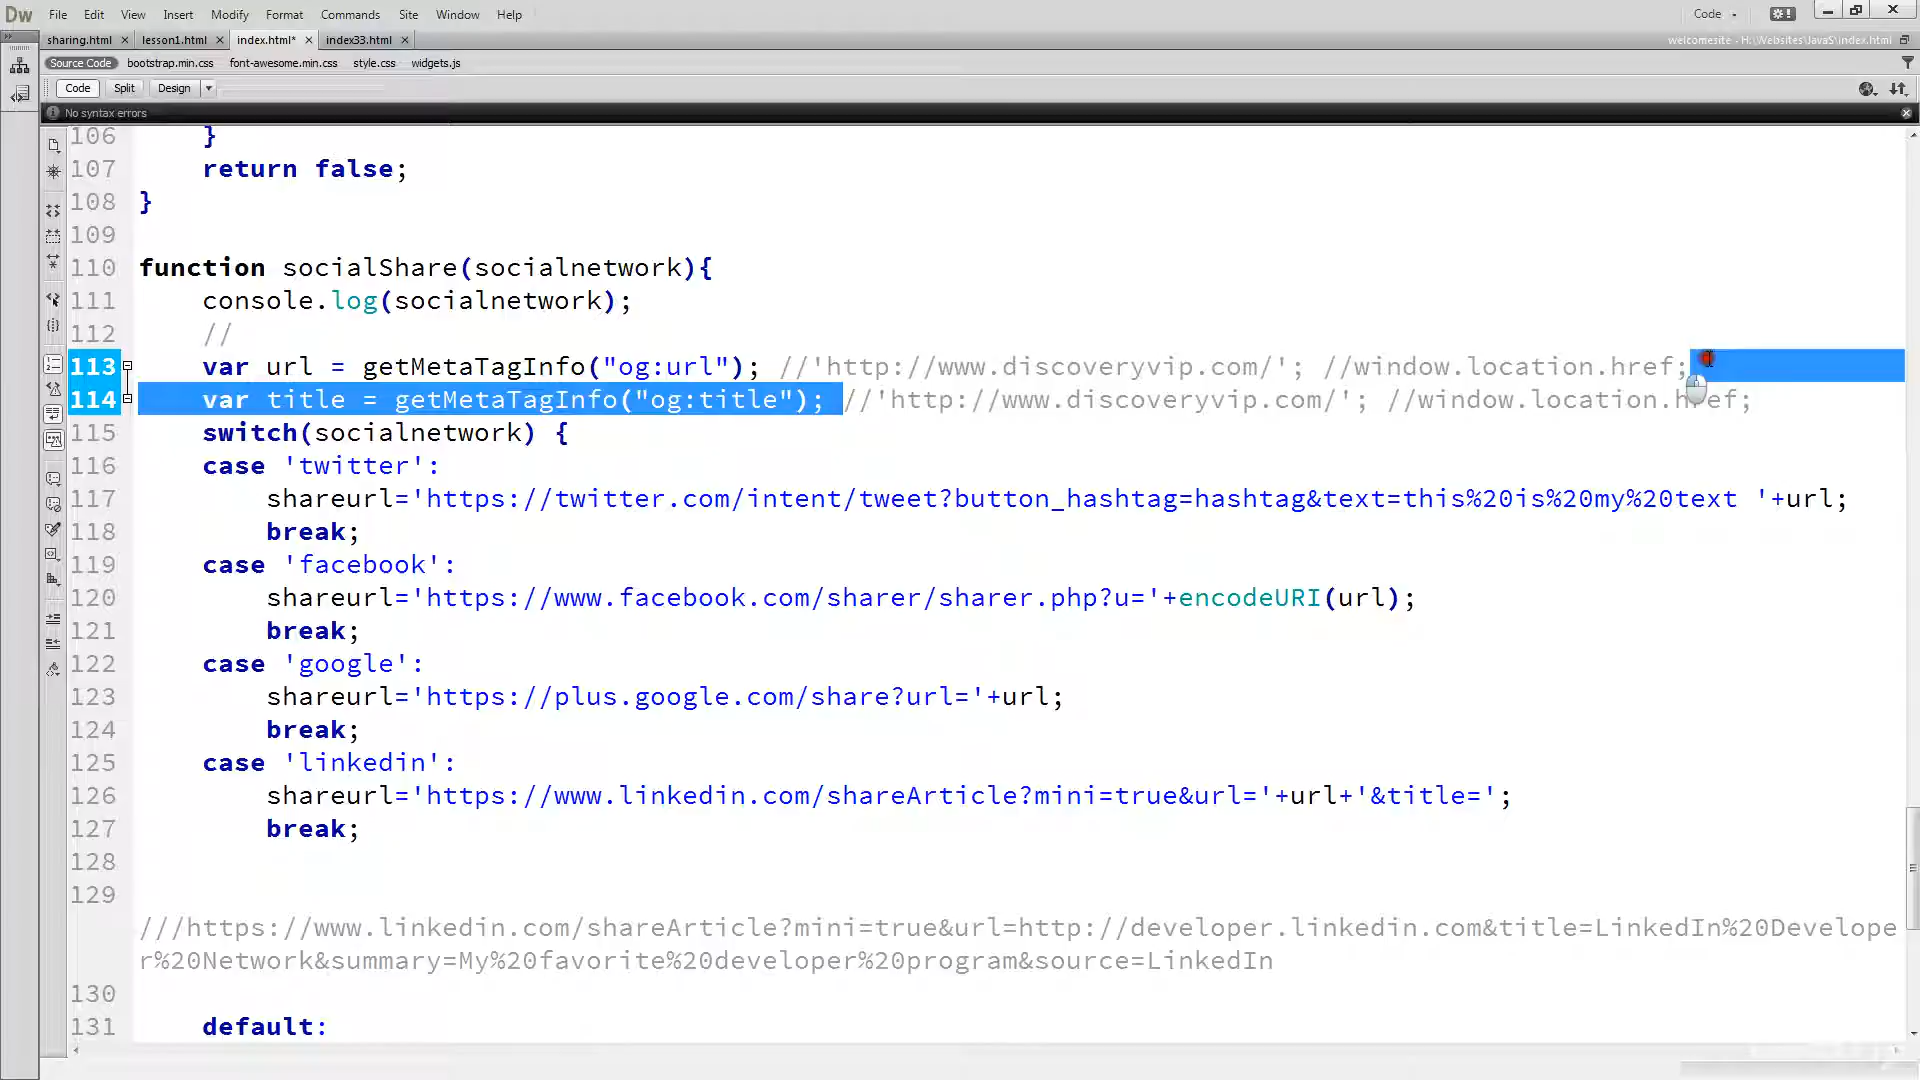 Dw File Edit View Insert Modify Format Commands Site Window Help Code
sharing.html lesson1.html index.html* index33.html welcomesite - H:\Websites\JavaS\index.html
Source Code bootstrap.min.css font-awesome.min.css style.css widgets.js
Code Split Design
No syntax errors
106 }
107 return false;
108 }
109
110 function socialShare(socialnetwork){
111 console.log(socialnetwork);
112 //
113 var url = getMetaTagInfo("og:url"); //'http://www.discoveryvip.com/'; //window.location.href;
114 var title = getMetaTagInfo("og:title"); //'http://www.discoveryvip.com/'; //window.location.href;
115 switch(socialnetwork) {
116 case 'twitter':
117 shareurl='https://twitter.com/intent/tweet?button_hashtag=hashtag&text=this%20is%20my%20text '+url;
118 break;
119 case 'facebook':
120 shareurl='https://www.facebook.com/sharer/sharer.php?u='+encodeURI(url);
121 break;
122 case 'google':
123 shareurl='https://plus.google.com/share?url='+url;
124 break;
125 case 'linkedin':
126 shareurl='https://www.linkedin.com/shareArticle?mini=true&url='+url+'&title=';
127 break;
128
129
///https://www.linkedin.com/shareArticle?mini=true&url=http://developer.linkedin.com&title=LinkedIn%20Develope
r%20Network&summary=My%20favorite%20developer%20program&source=LinkedIn
130
131 default: